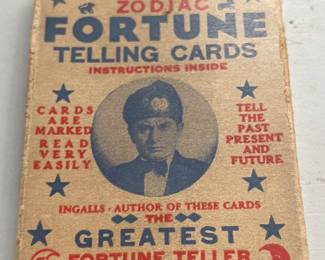 ZODIAC
FORTUNE
TELLING CARDS
INSTRUCTIONS INSIDE
CARDS
ARE
MARKED
READ
VERY
EASILY
TELL
THE
PAST
PRESENT
AND
FUTURE
INGALLS - AUTHOR OF THESE CARDS
THE
GREATEST
FORTUNE TELLER